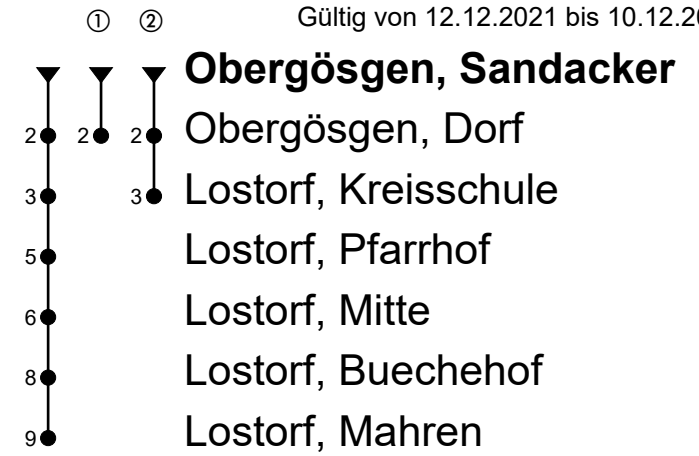 ① ② Gültig von 12.12.2021 bis 10.12.20
Obergösgen, Sandacker
2 2 2 Obergösgen, Dorf
3 3 Lostorf, Kreisschule
5 Lostorf, Pfarrhof
6 Lostorf, Mitte
8 Lostorf, Buechehof
9 Lostorf, Mahren